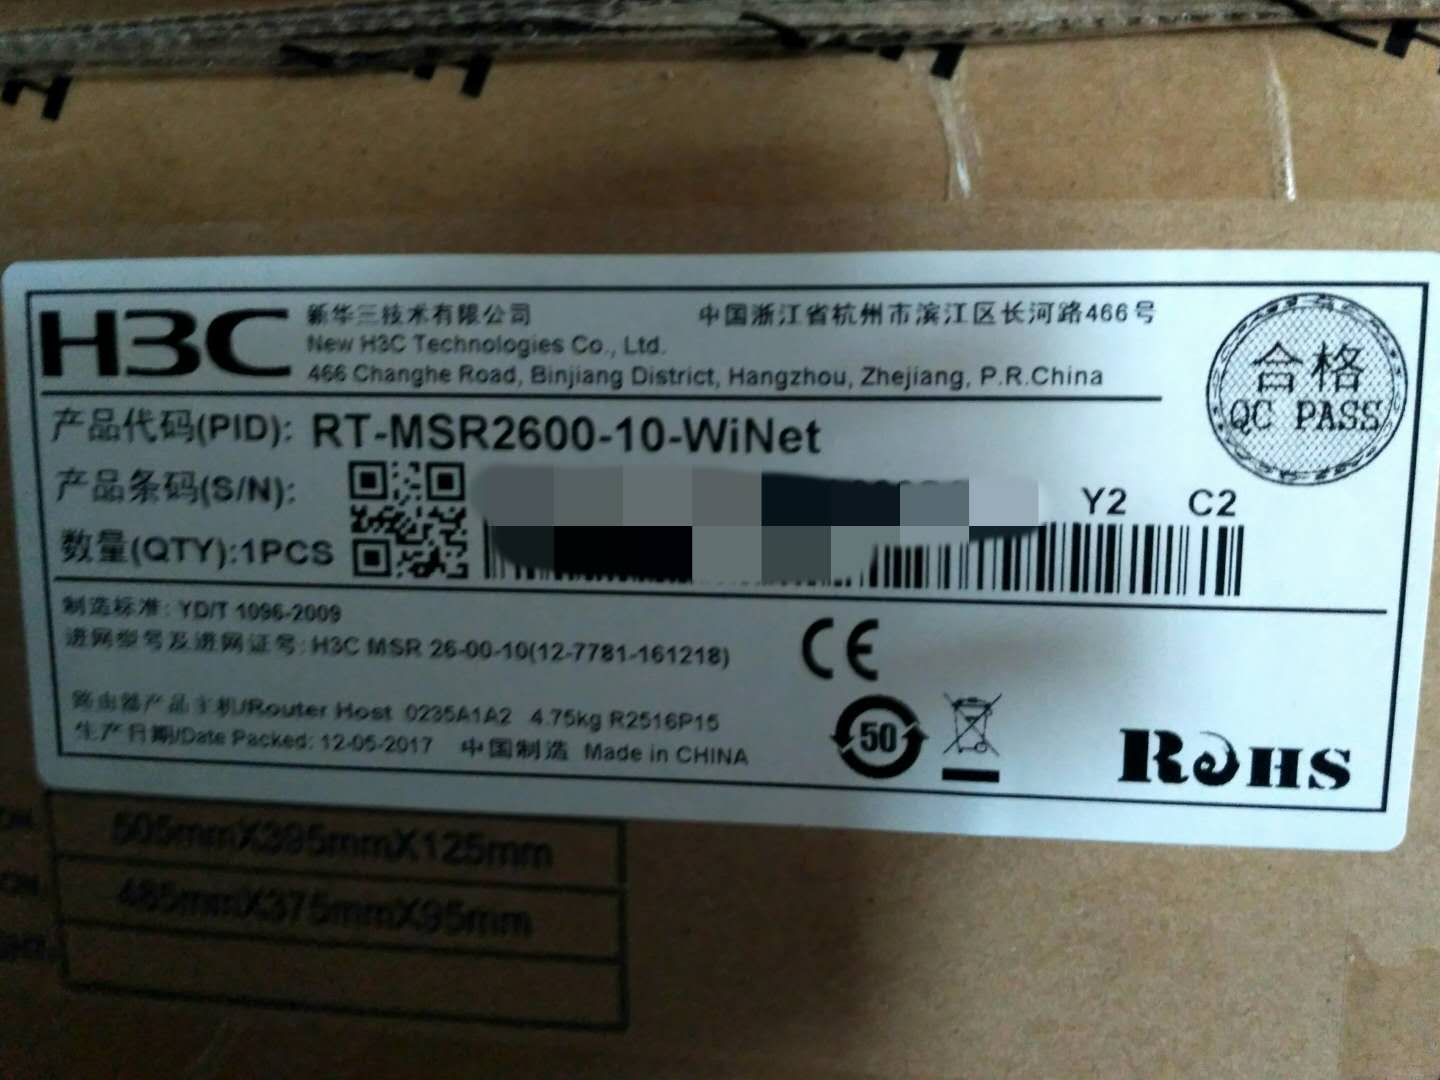 H3C
新华三技术有限公司
中国浙江省杭州市滨江区长河路466号
New H3C Technologies Co., Ltd.
466 Changhe Road, Binjiang District, Hangzhou, Zhejiang, P.R.China
合格
QC PASS
产品代码(PID): RT-MSR2600-10-WiNet
产品条码(S/N):
Y2 C2
数量(QTY):1PCS
制造标准: YD/T 1096-2009
进网型号及进网证号: H3C MSR 26-00-10(12-7781-161218)
CE
路由器产品主机/Router Host 0235A1A2 4.75kg R2516P15
生产日期/Date Packed: 12-05-2017 中国制造 Made in CHINA
50
RoHS
505mmX395mmX125mm
485mmX375mmX95mm